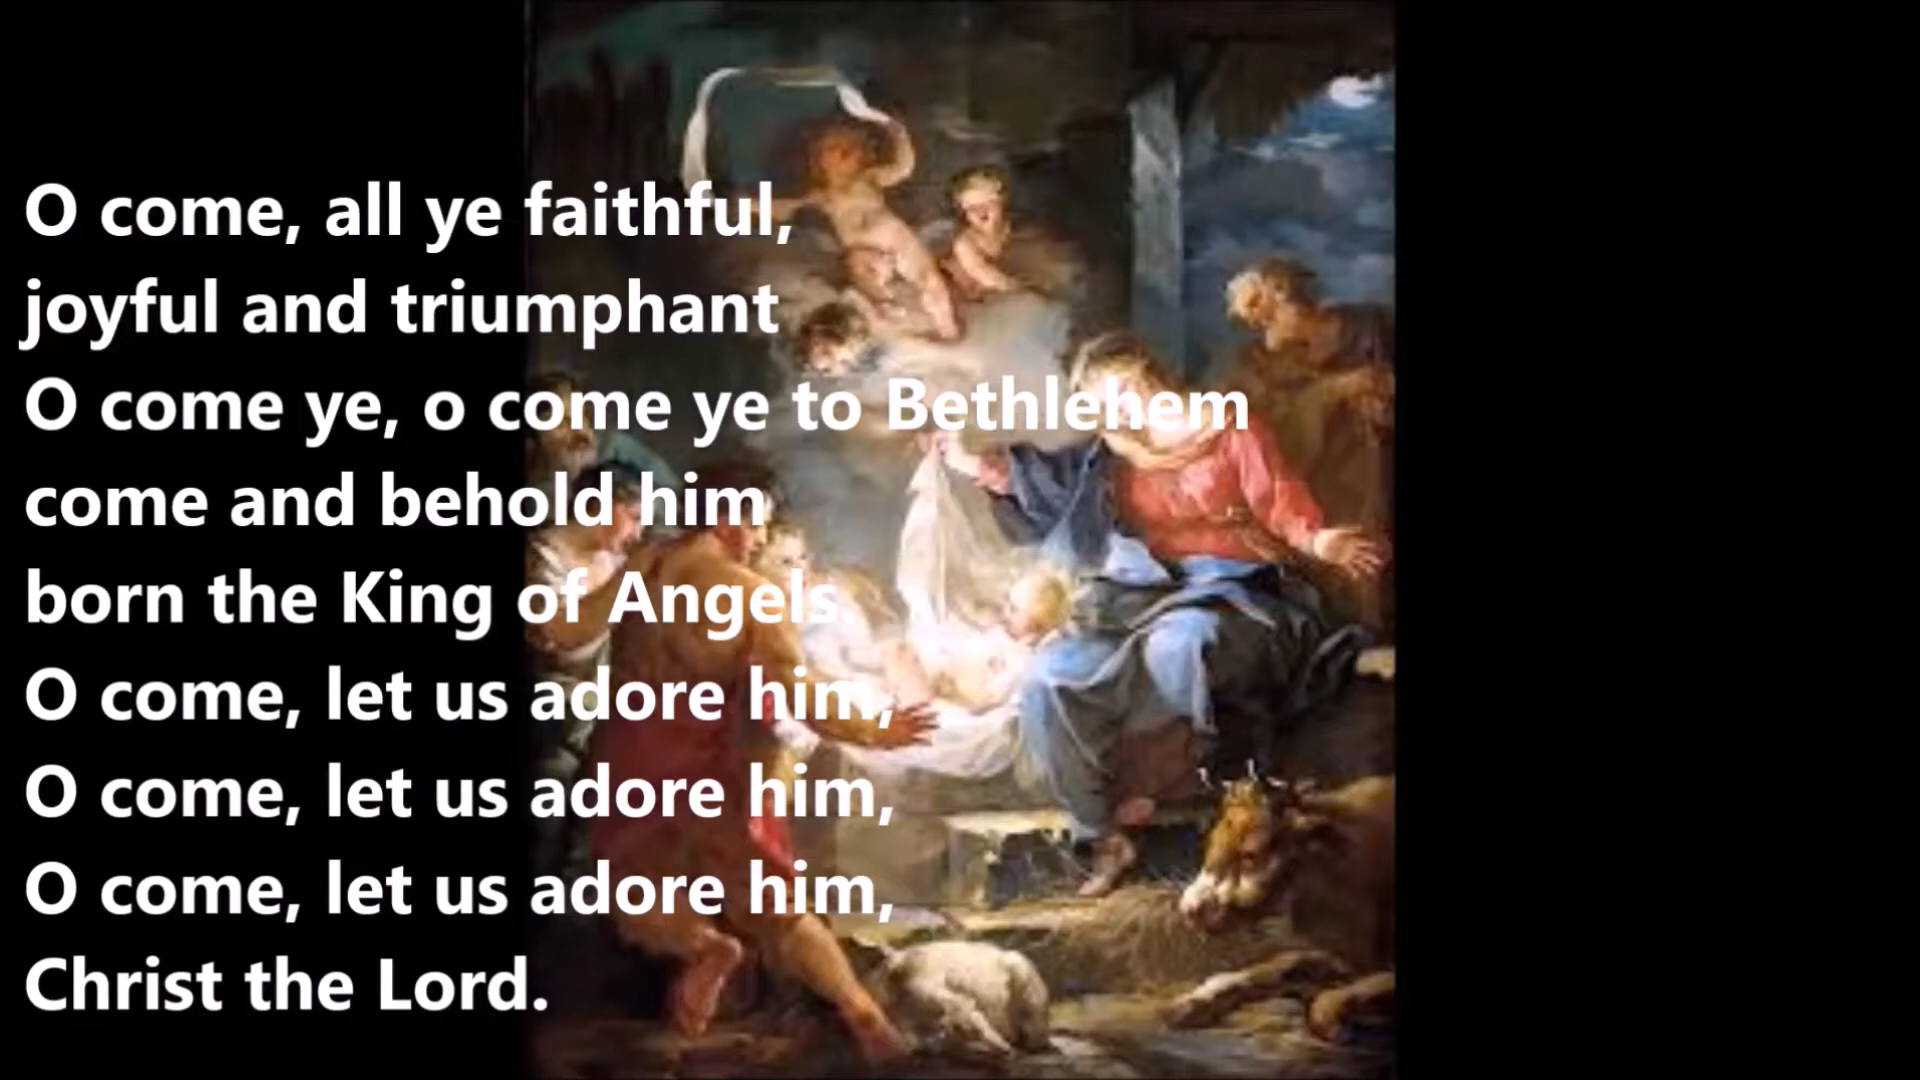 O come, all ye faithful,
joyful and triumphant
O come ye, o come ye to Bethlehem
come and behold him
born the King of Angels.
O come, let us adore him,
O come, let us adore him,
O come, let us adore him,
Christ the Lord.